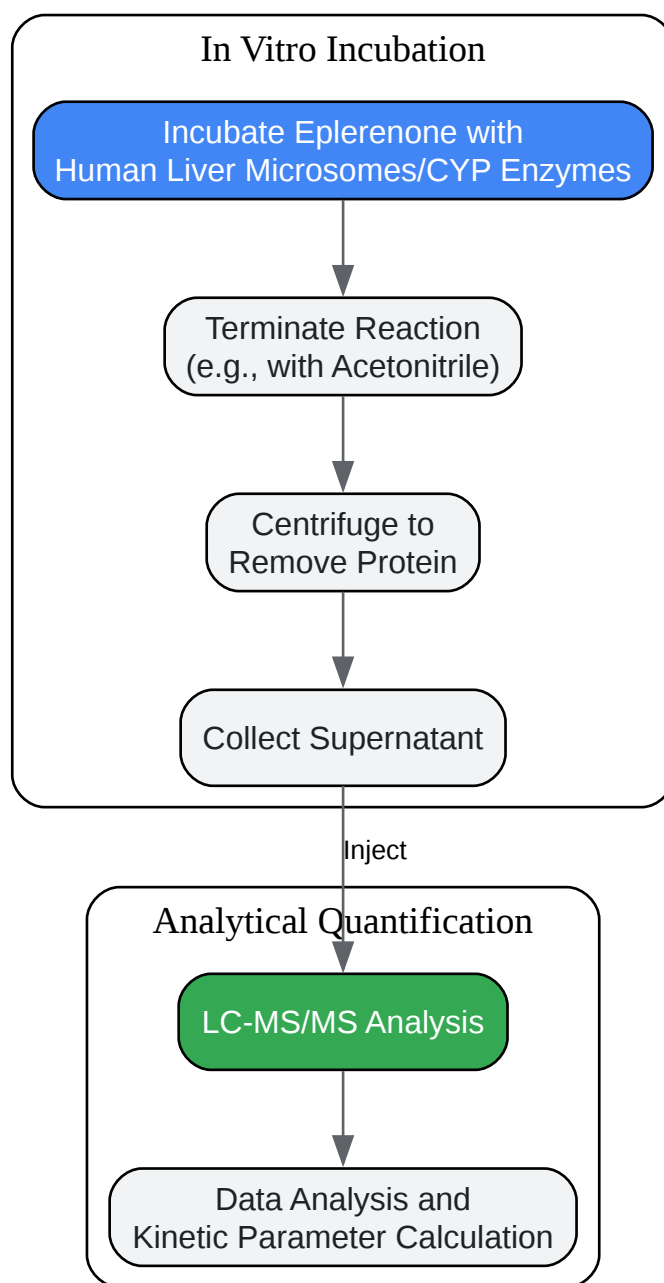 In Vitro Incubation
Incubate Eplerenone with
Human Liver Microsomes/CYP Enzymes
Terminate Reaction
(e.g., with Acetonitrile)
Centrifuge to
Remove Protein
Collect Supernatant
Inject
Analytical Quantification
LC-MS/MS Analysis
Data Analysis and
Kinetic Parameter Calculation